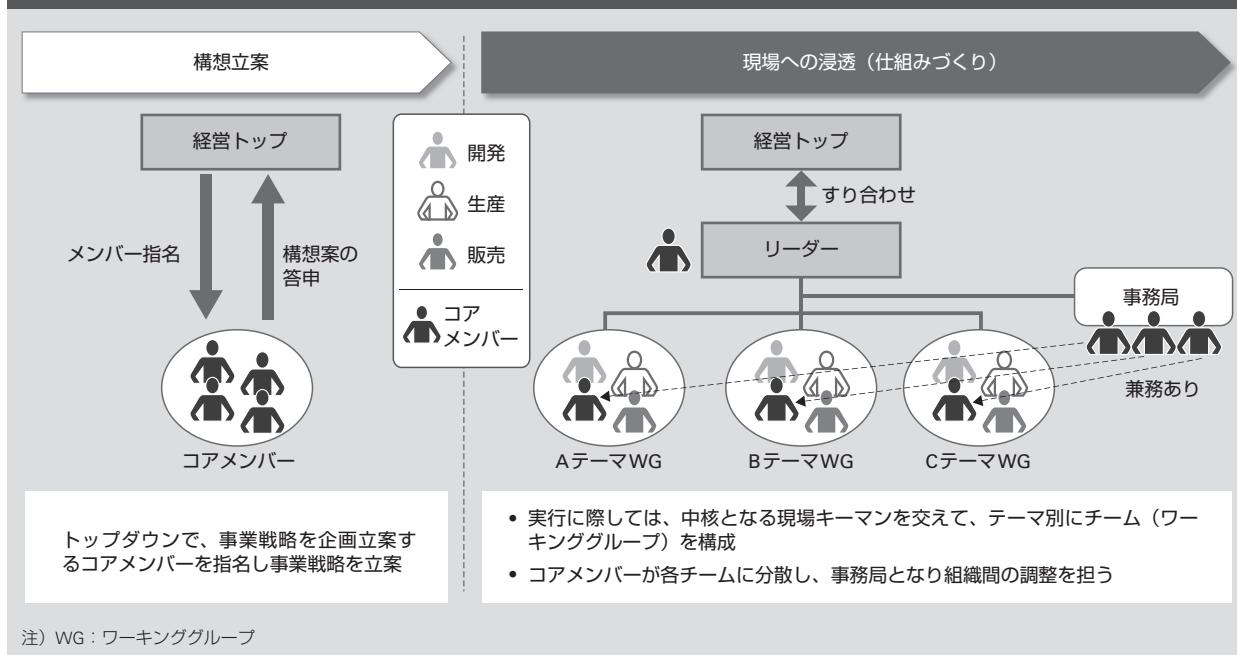 構想立案
現場への浸透（仕組みづくり）
経営トップ
メンバー指名
構想案の
答申
コアメンバー
開発
生産
販売
コア
メンバー
経営トップ
すり合わせ
リーダー
事務局
兼務あり
AテーマWG
BテーマWG
CテーマWG
トップダウンで、事業戦略を企画立案す
るコアメンバーを指名し事業戦略を立案
• 実行に際しては、中核となる現場キーマンを交えて、テーマ別にチーム（ワー
キンググループ）を構成
• コアメンバーが各チームに分散し、事務局となり組織間の調整を担う
注）WG：ワーキンググループ